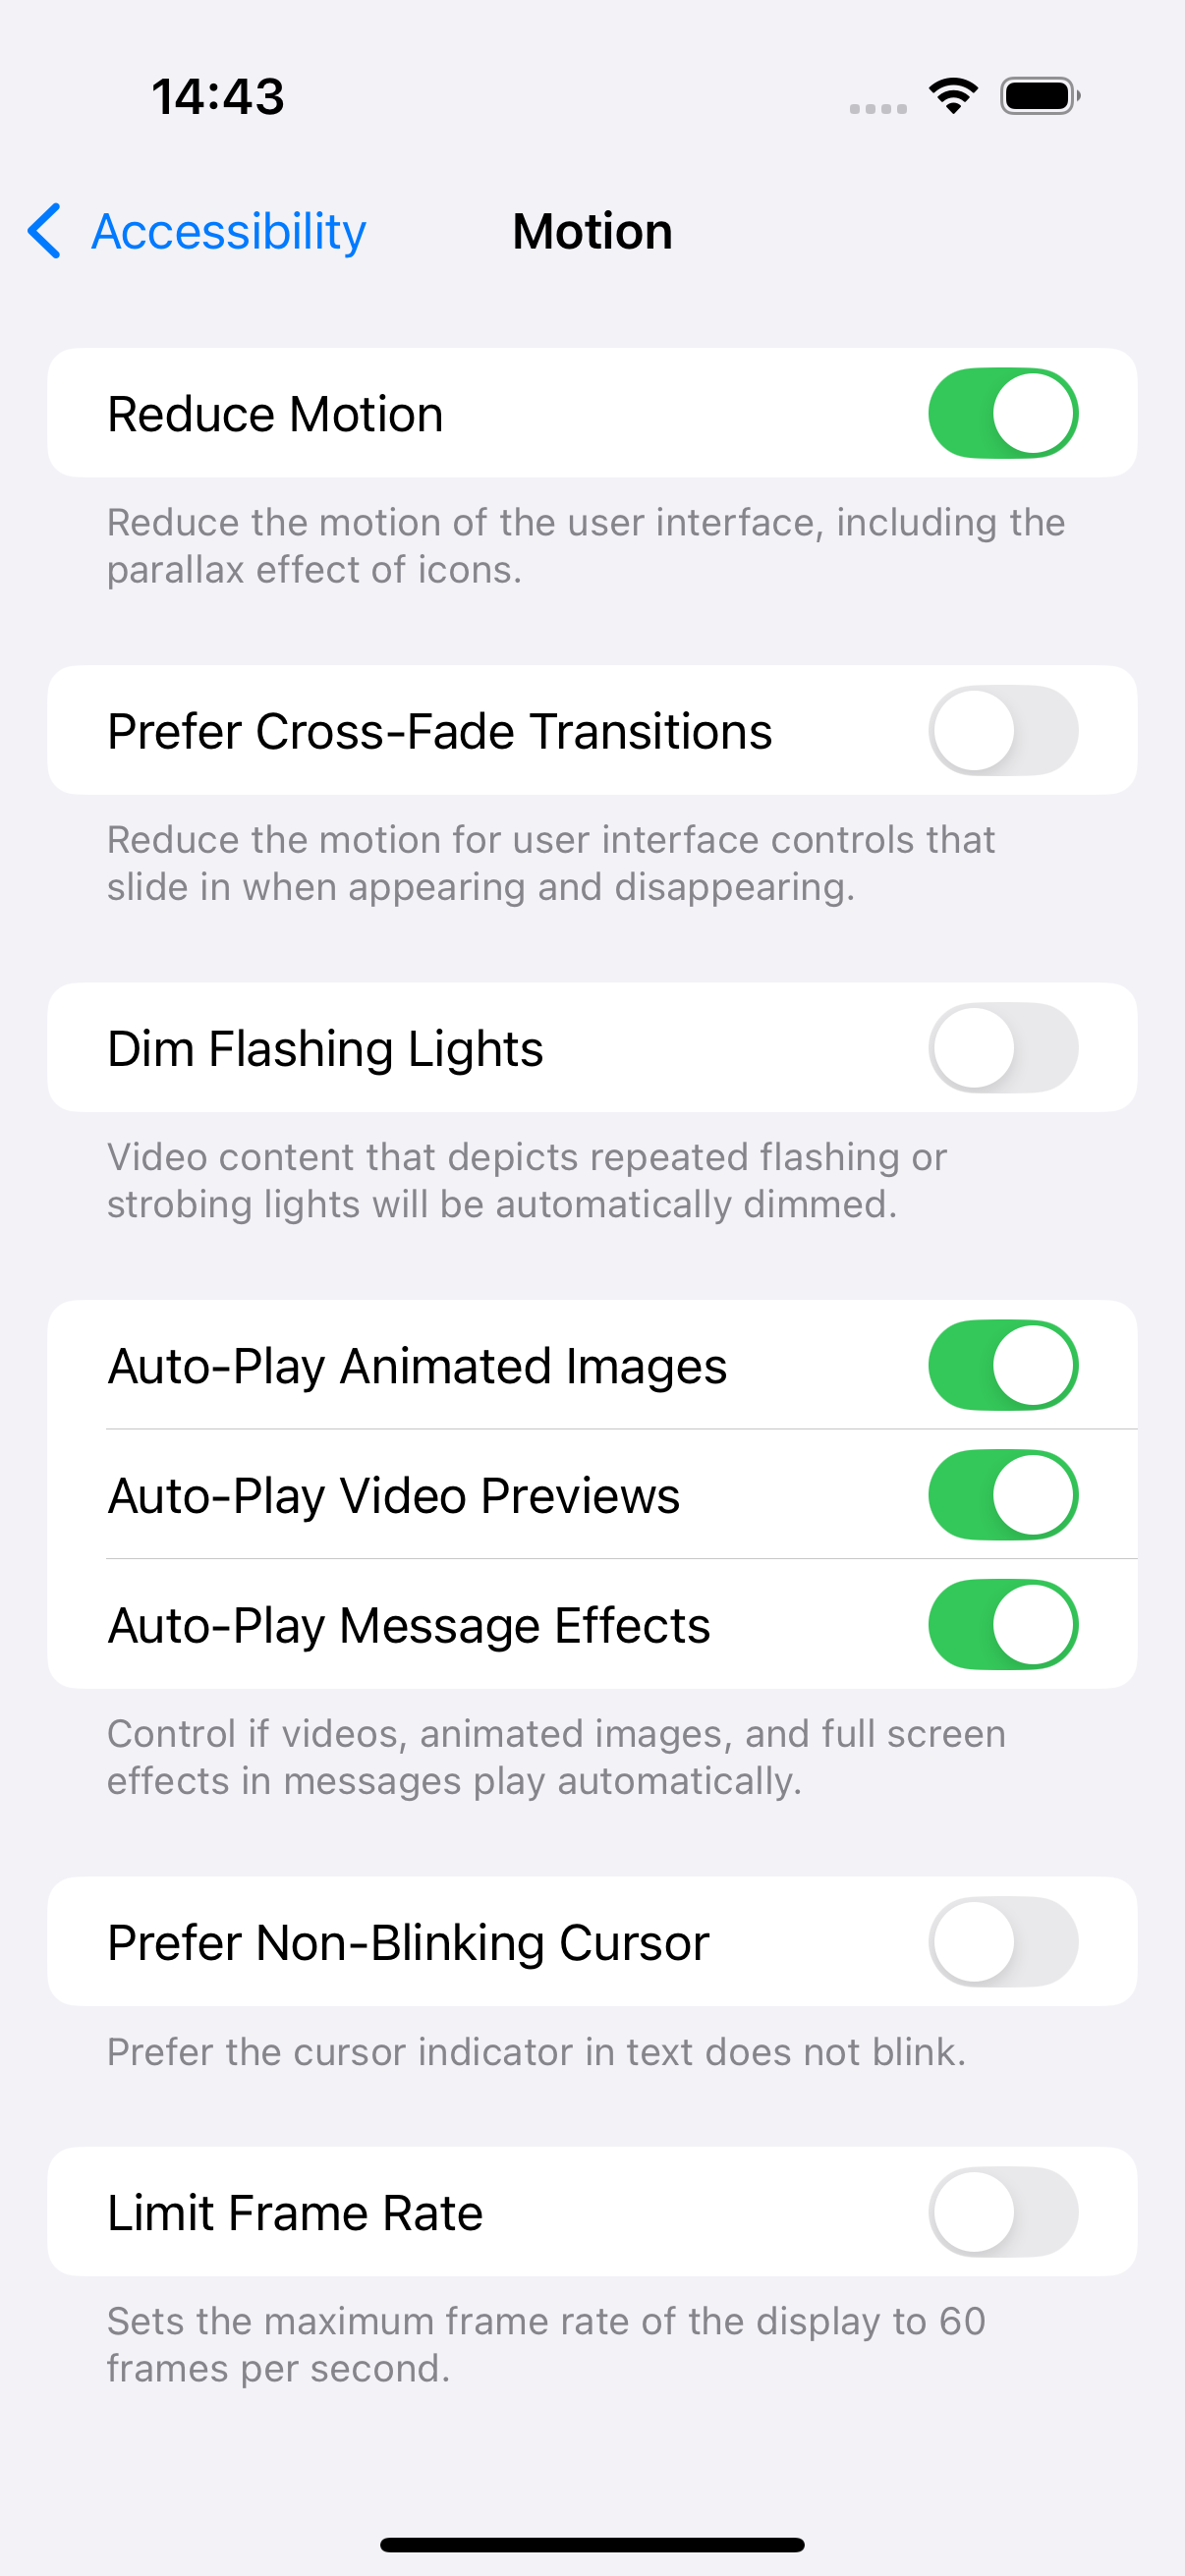 14:43
Accessibility
Motion
Reduce Motion
Reduce the motion of the user interface, including the
parallax effect of icons.
Prefer Cross-Fade Transitions
Reduce the motion for user interface controls that
slide in when appearing and disappearing.
Dim Flashing Lights
Video content that depicts repeated flashing or
strobing lights will be automatically dimmed.
Auto-Play Animated Images
Auto-Play Video Previews
Auto-Play Message Effects
Control if videos, animated images, and full screen
effects in messages play automatically.
Prefer Non-Blinking Cursor
Prefer the cursor indicator in text does not blink.
Limit Frame Rate
Sets the maximum frame rate of the display to 60
frames per second.